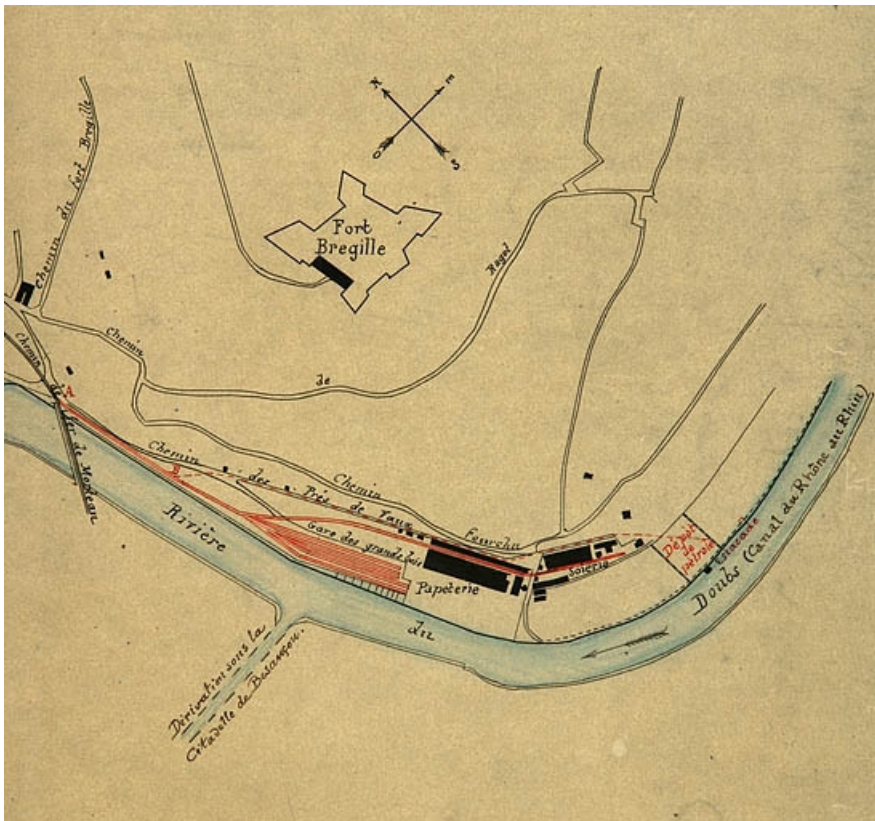 N.
E
O
S
Fort
Bregille
Chemin du fort Bregille
Chemin
de
Ragot
Chemin de fer de Morteau
A
B
Chemin des Prés de Vaux
Chemin
Fourchu
Gare des grandes
Papeterie
Soierie
Dépôt
de
pétrole
Estacade
Rivière
du
Doubs (Canal du Rhône au Rhin)
Dérivation sous la
Citadelle de Besançon.